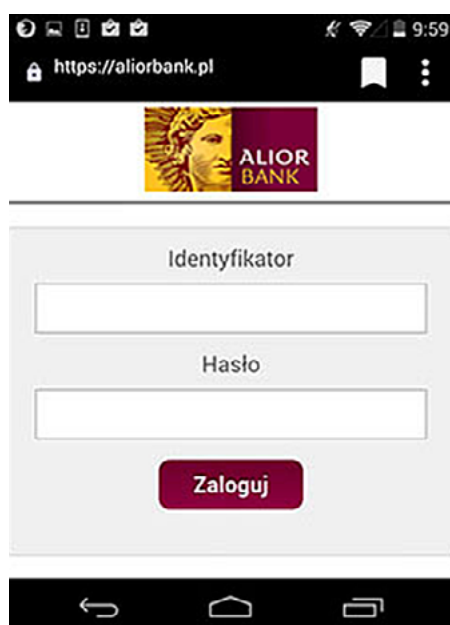 9:59
https://aliorbank.pl
ALIOR
BANK
Identyfikator
Hasło
Zaloguj